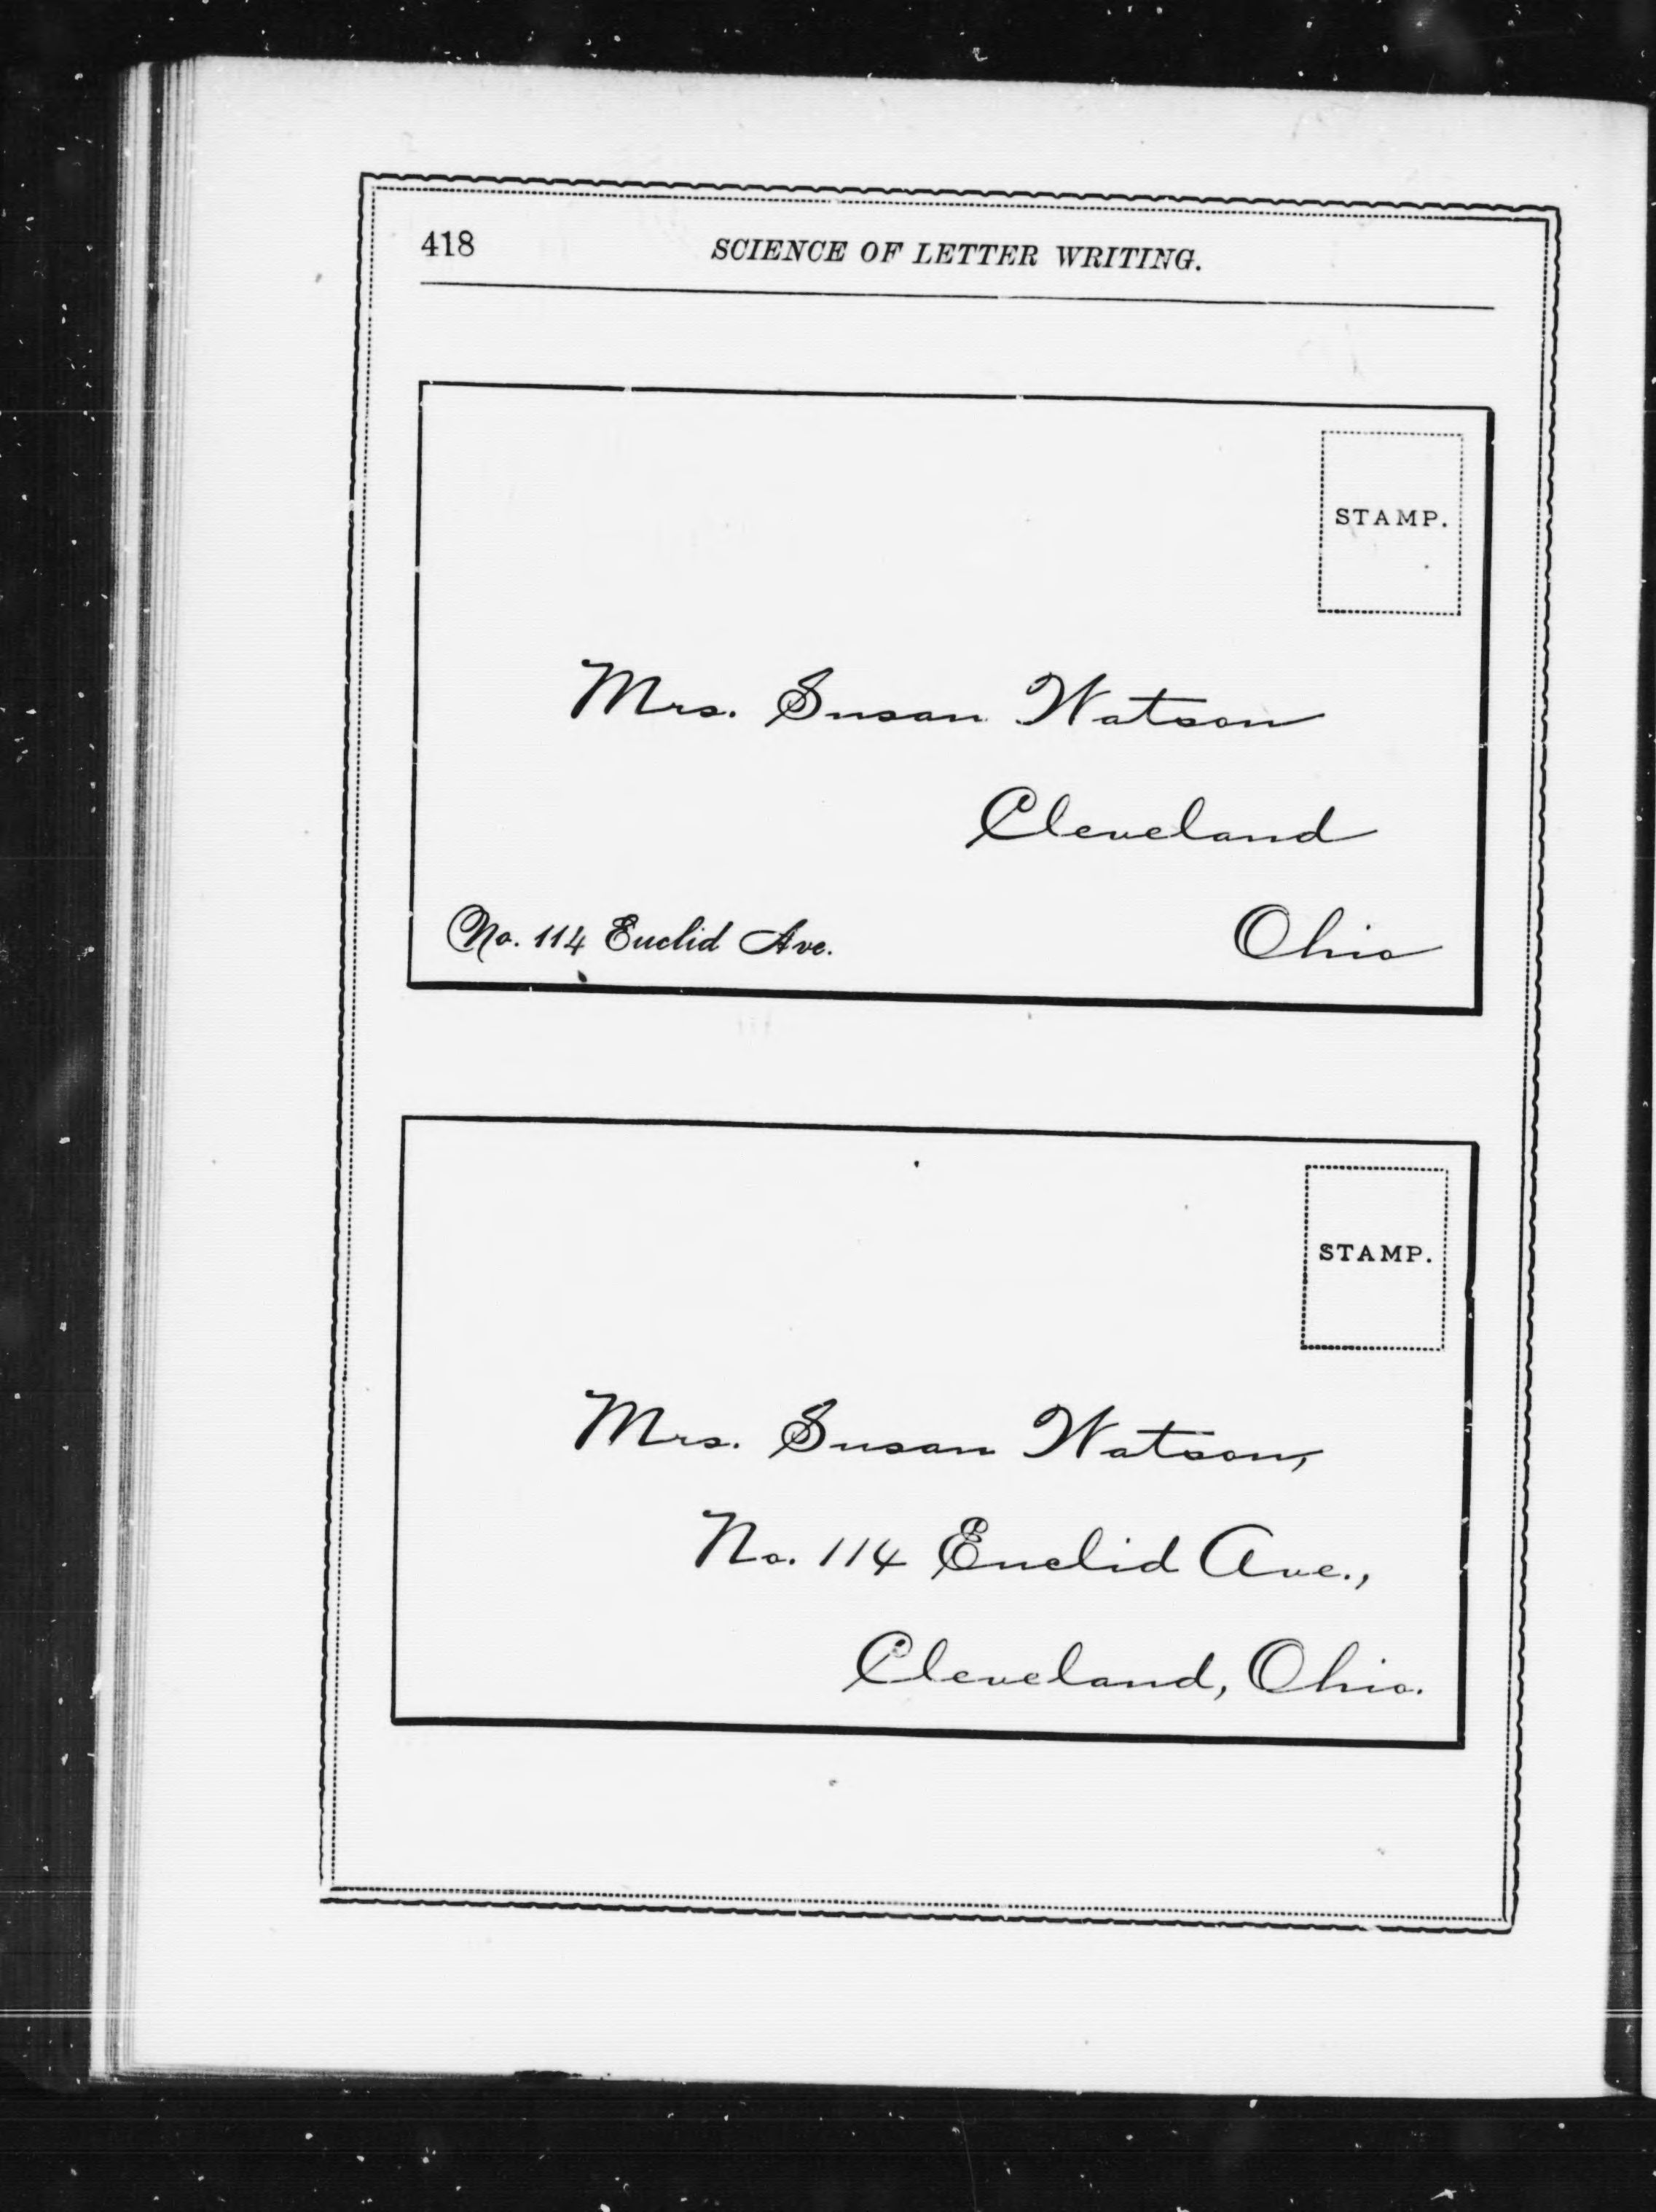 418 SCIENCE OF LETTER WRITING.
STAMP.
Mrs. Susan Watson
Cleveland
No. 114 Euclid Ave. Ohio
STAMP.
Mrs. Susan Watson,
No. 114 Euclid Ave.,
Cleveland, Ohio.